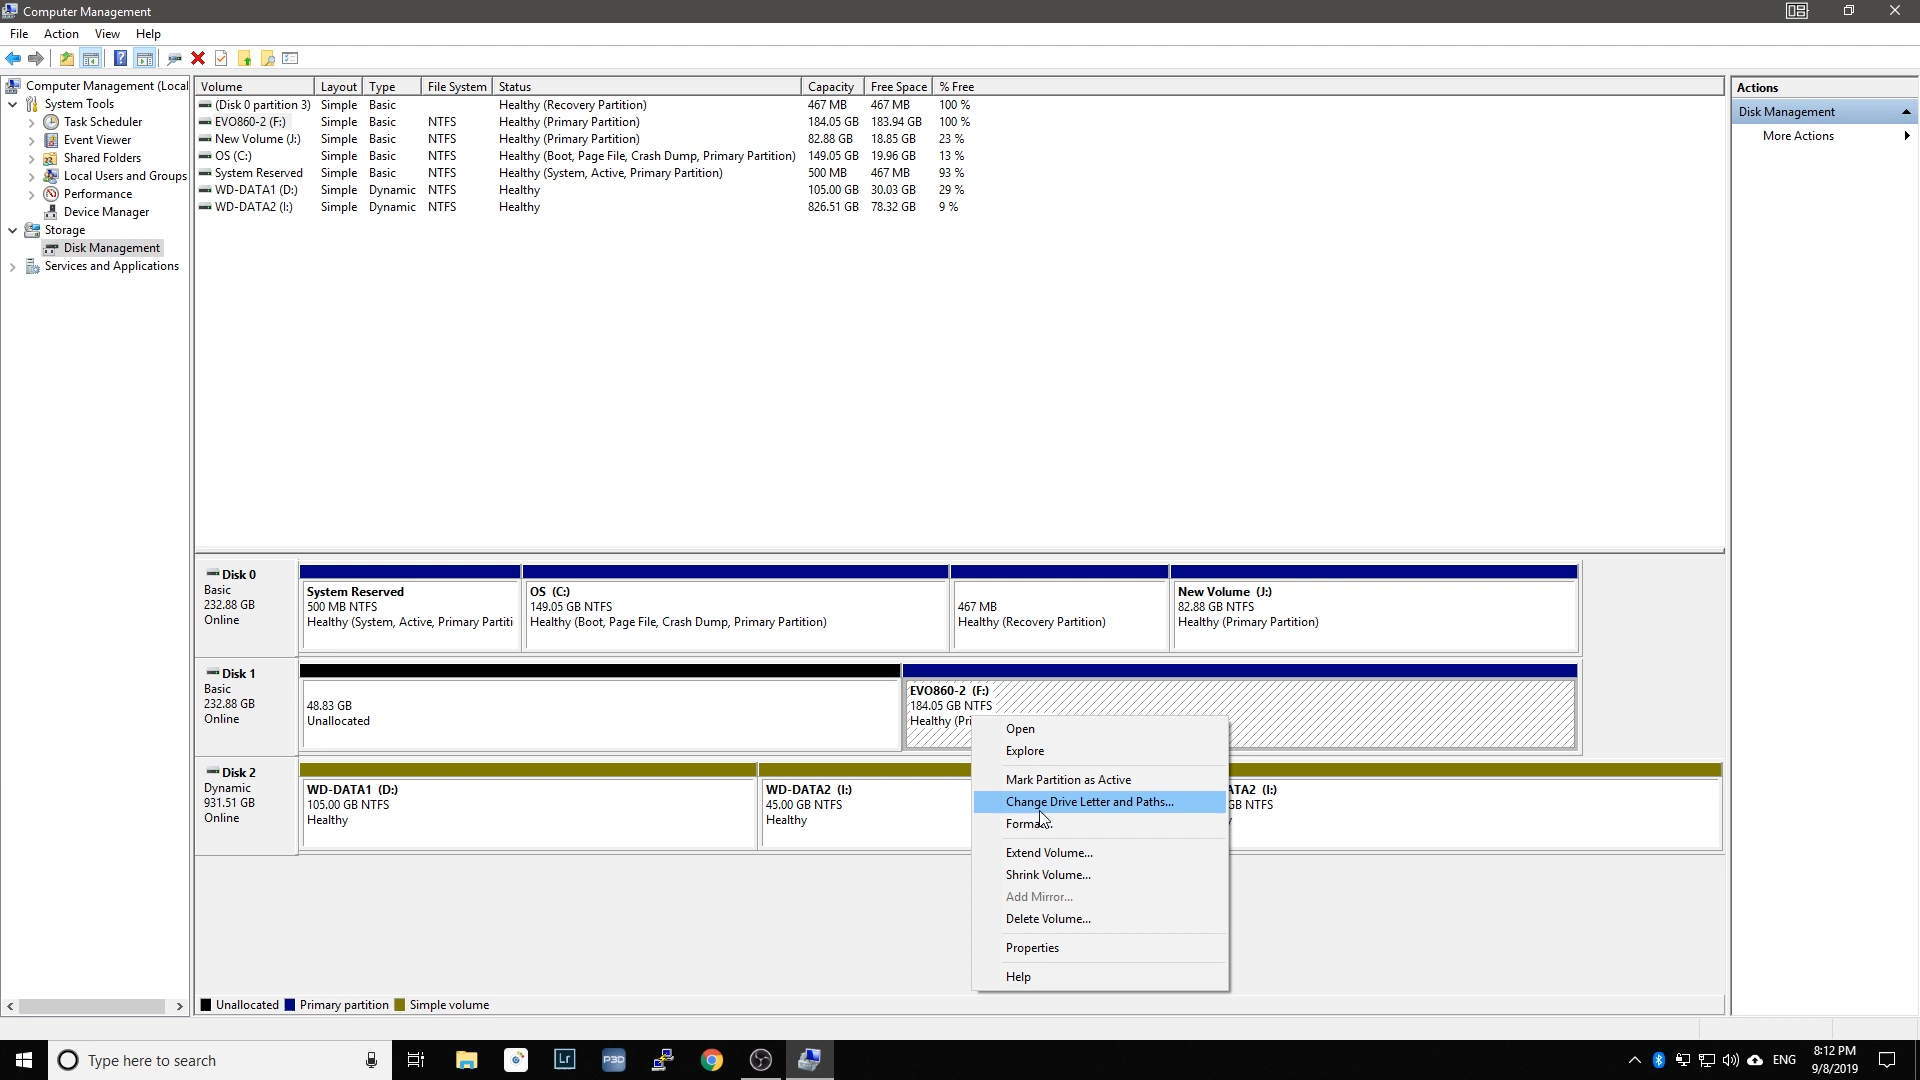 Computer Management
File Action View Help
Computer Management (Local
System Tools
Task Scheduler
Event Viewer
Shared Folders
Local Users and Groups
Performance
Device Manager
Storage
Disk Management
Services and Applications
Volume Layout Type File System Status Capacity Free Space % Free
(Disk 0 partition 3) Simple Basic Healthy (Recovery Partition) 467 MB 467 MB 100 %
EVO860-2 (F:) Simple Basic NTFS Healthy (Primary Partition) 184.05 GB 183.94 GB 100 %
New Volume (J:) Simple Basic NTFS Healthy (Primary Partition) 82.88 GB 18.85 GB 23 %
OS (C:) Simple Basic NTFS Healthy (Boot, Page File, Crash Dump, Primary Partition) 149.05 GB 19.96 GB 13 %
System Reserved Simple Basic NTFS Healthy (System, Active, Primary Partition) 500 MB 467 MB 93 %
WD-DATA1 (D:) Simple Dynamic NTFS Healthy 105.00 GB 30.03 GB 29 %
WD-DATA2 (I:) Simple Dynamic NTFS Healthy 826.51 GB 78.32 GB 9 %
Actions
Disk Management
More Actions
Disk 0
Basic
232.88 GB
Online
System Reserved
500 MB NTFS
Healthy (System, Active, Primary Partiti
OS (C:)
149.05 GB NTFS
Healthy (Boot, Page File, Crash Dump, Primary Partition)
467 MB
Healthy (Recovery Partition)
New Volume (J:)
82.88 GB NTFS
Healthy (Primary Partition)
Disk 1
Basic
232.88 GB
Online
48.83 GB
Unallocated
EVO860-2 (F:)
184.05 GB NTFS
Healthy (Pri
Disk 2
Dynamic
931.51 GB
Online
WD-DATA1 (D:)
105.00 GB NTFS
Healthy
WD-DATA2 (I:)
45.00 GB NTFS
Healthy
ATA2 (I:)
GB NTFS
Open
Explore
Mark Partition as Active
Change Drive Letter and Paths...
Forma
Extend Volume...
Shrink Volume...
Add Mirror...
Delete Volume...
Properties
Help
Unallocated Primary partition Simple volume
Type here to search
Lr
P3D
ENG
8:12 PM
9/8/2019